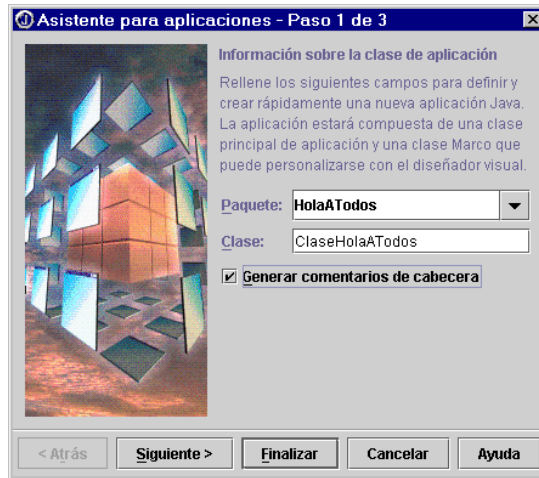 Asistente para aplicaciones - Paso 1 de 3
Información sobre la clase de aplicación
Rellene los siguientes campos para definir y
crear rápidamente una nueva aplicación Java.
La aplicación estará compuesta de una clase
principal de aplicación y una clase Marco que
puede personalizarse con el diseñador visual.
Paquete: HolaATodos
Clase: ClaseHolaATodos
Generar comentarios de cabecera
< Atrás Siguiente > Finalizar Cancelar Ayuda